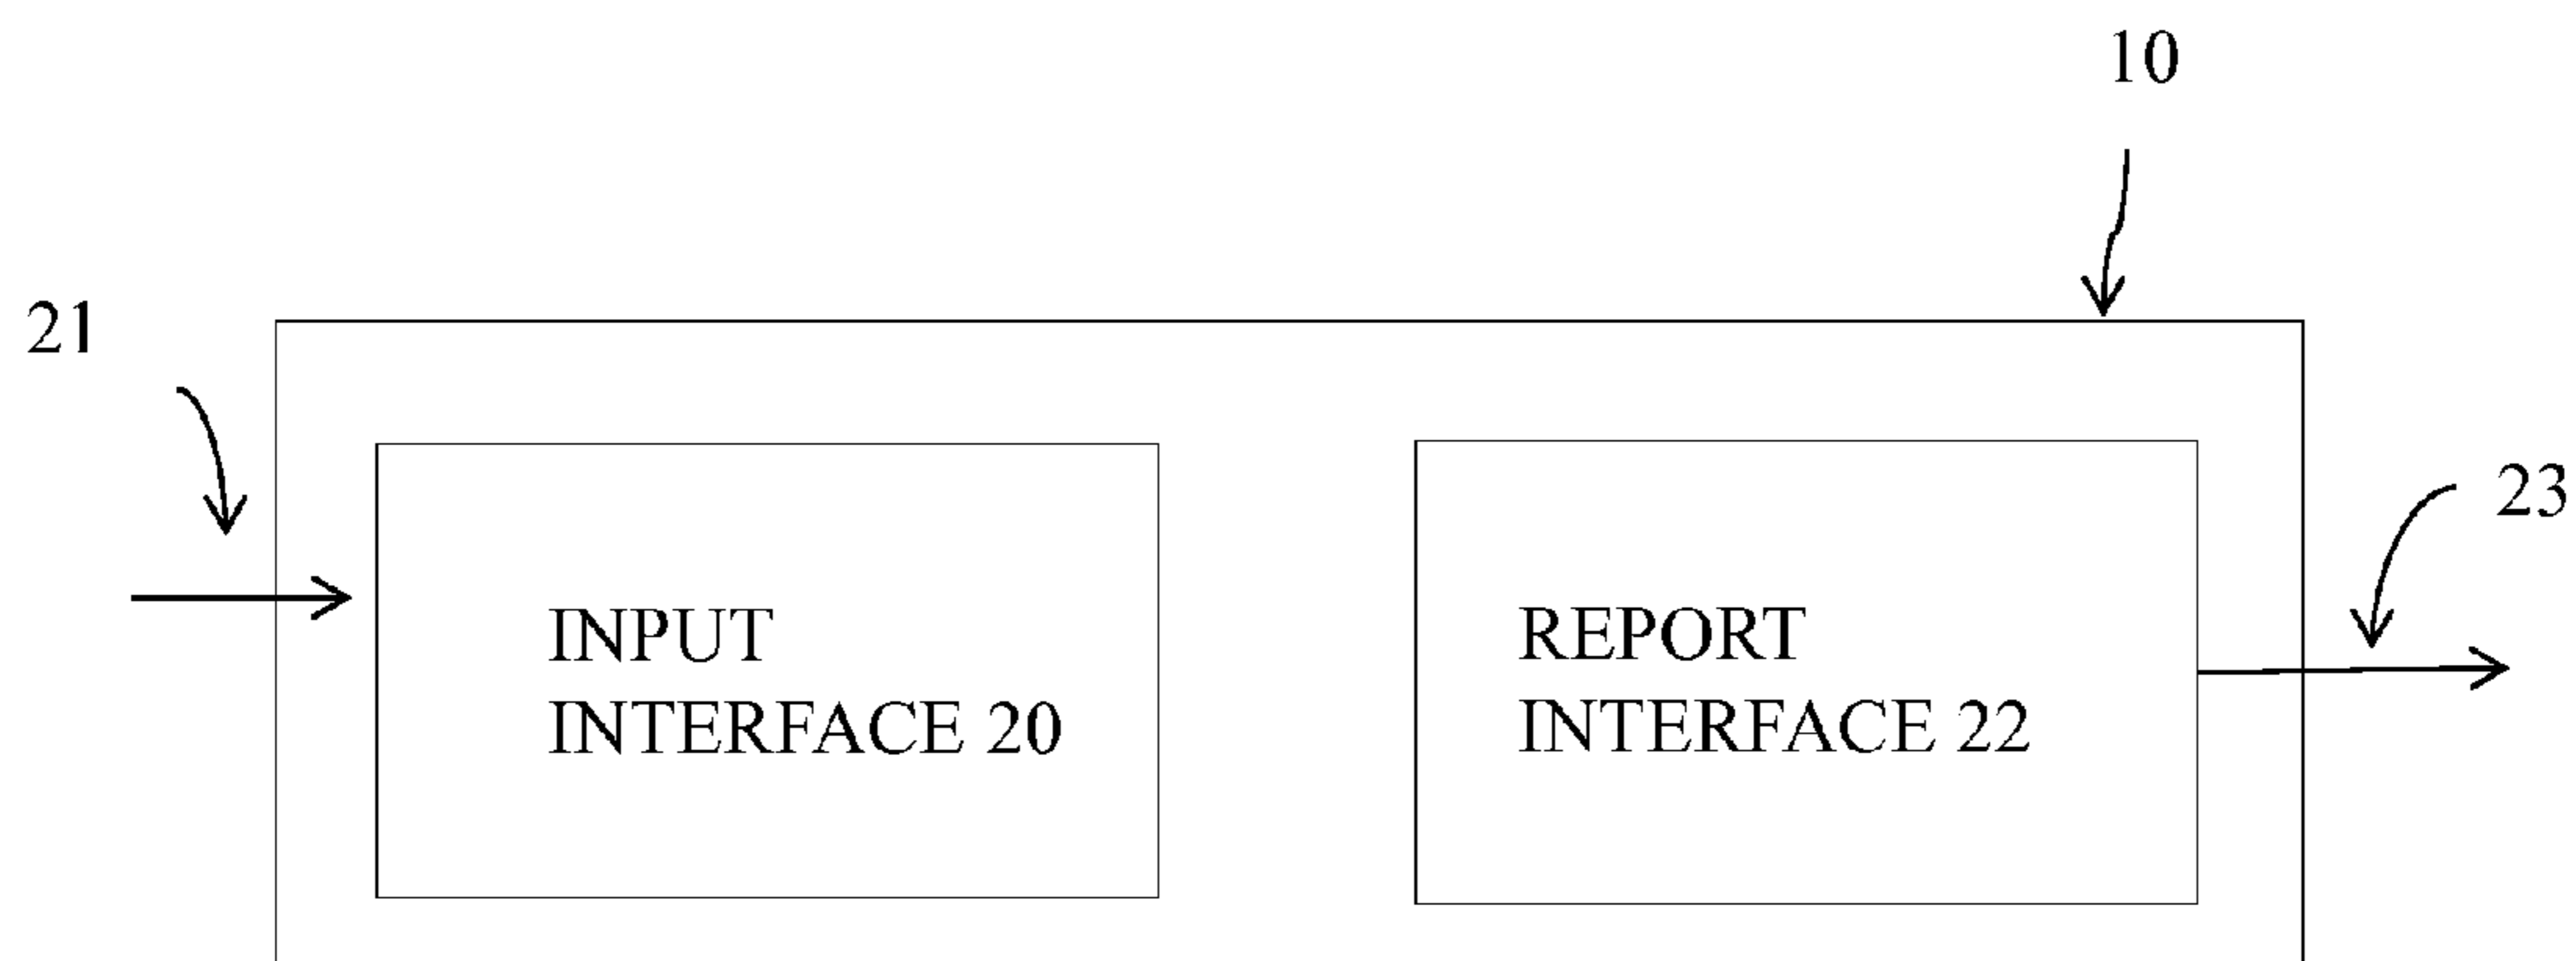 10
21
23
INPUT
INTERFACE 20
REPORT
INTERFACE 22